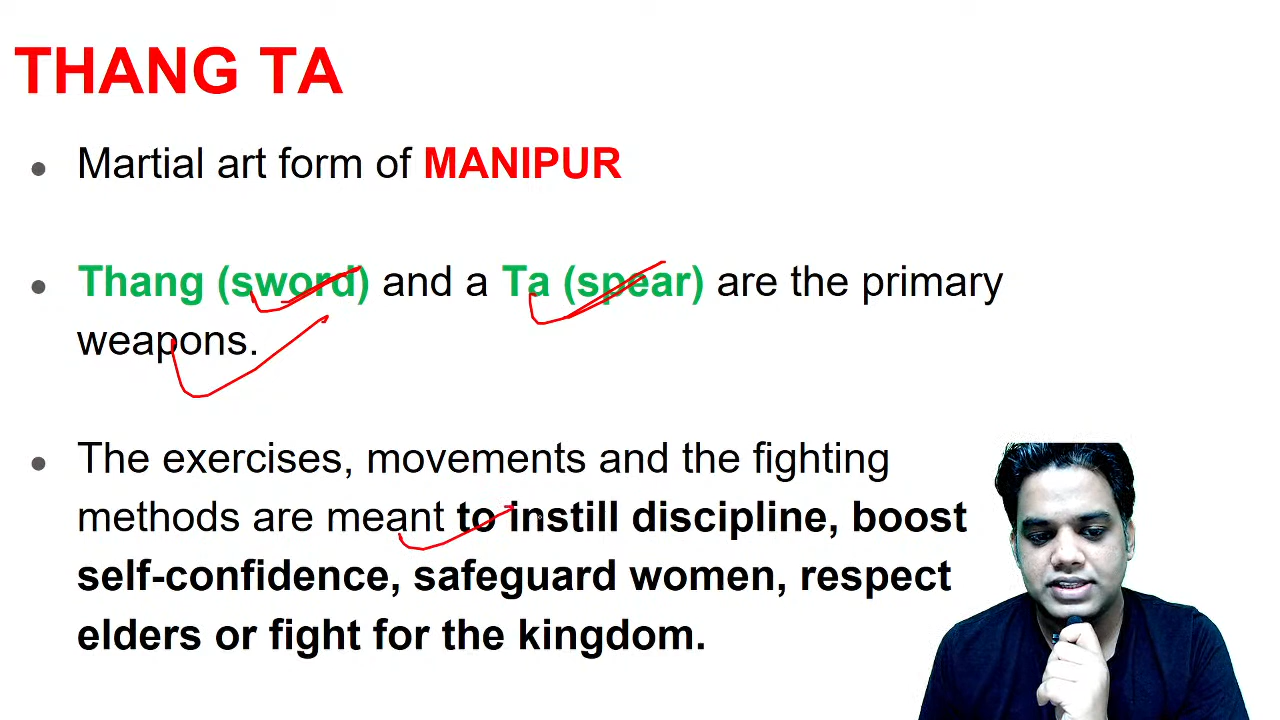 THANG TA
● Martial art form of MANIPUR
● Thang (sword) and a Ta (spear) are the primary
weapons.
● The exercises, movements and the fighting
methods are meant to instill discipline, boost
self-confidence, safeguard women, respect
elders or fight for the kingdom.